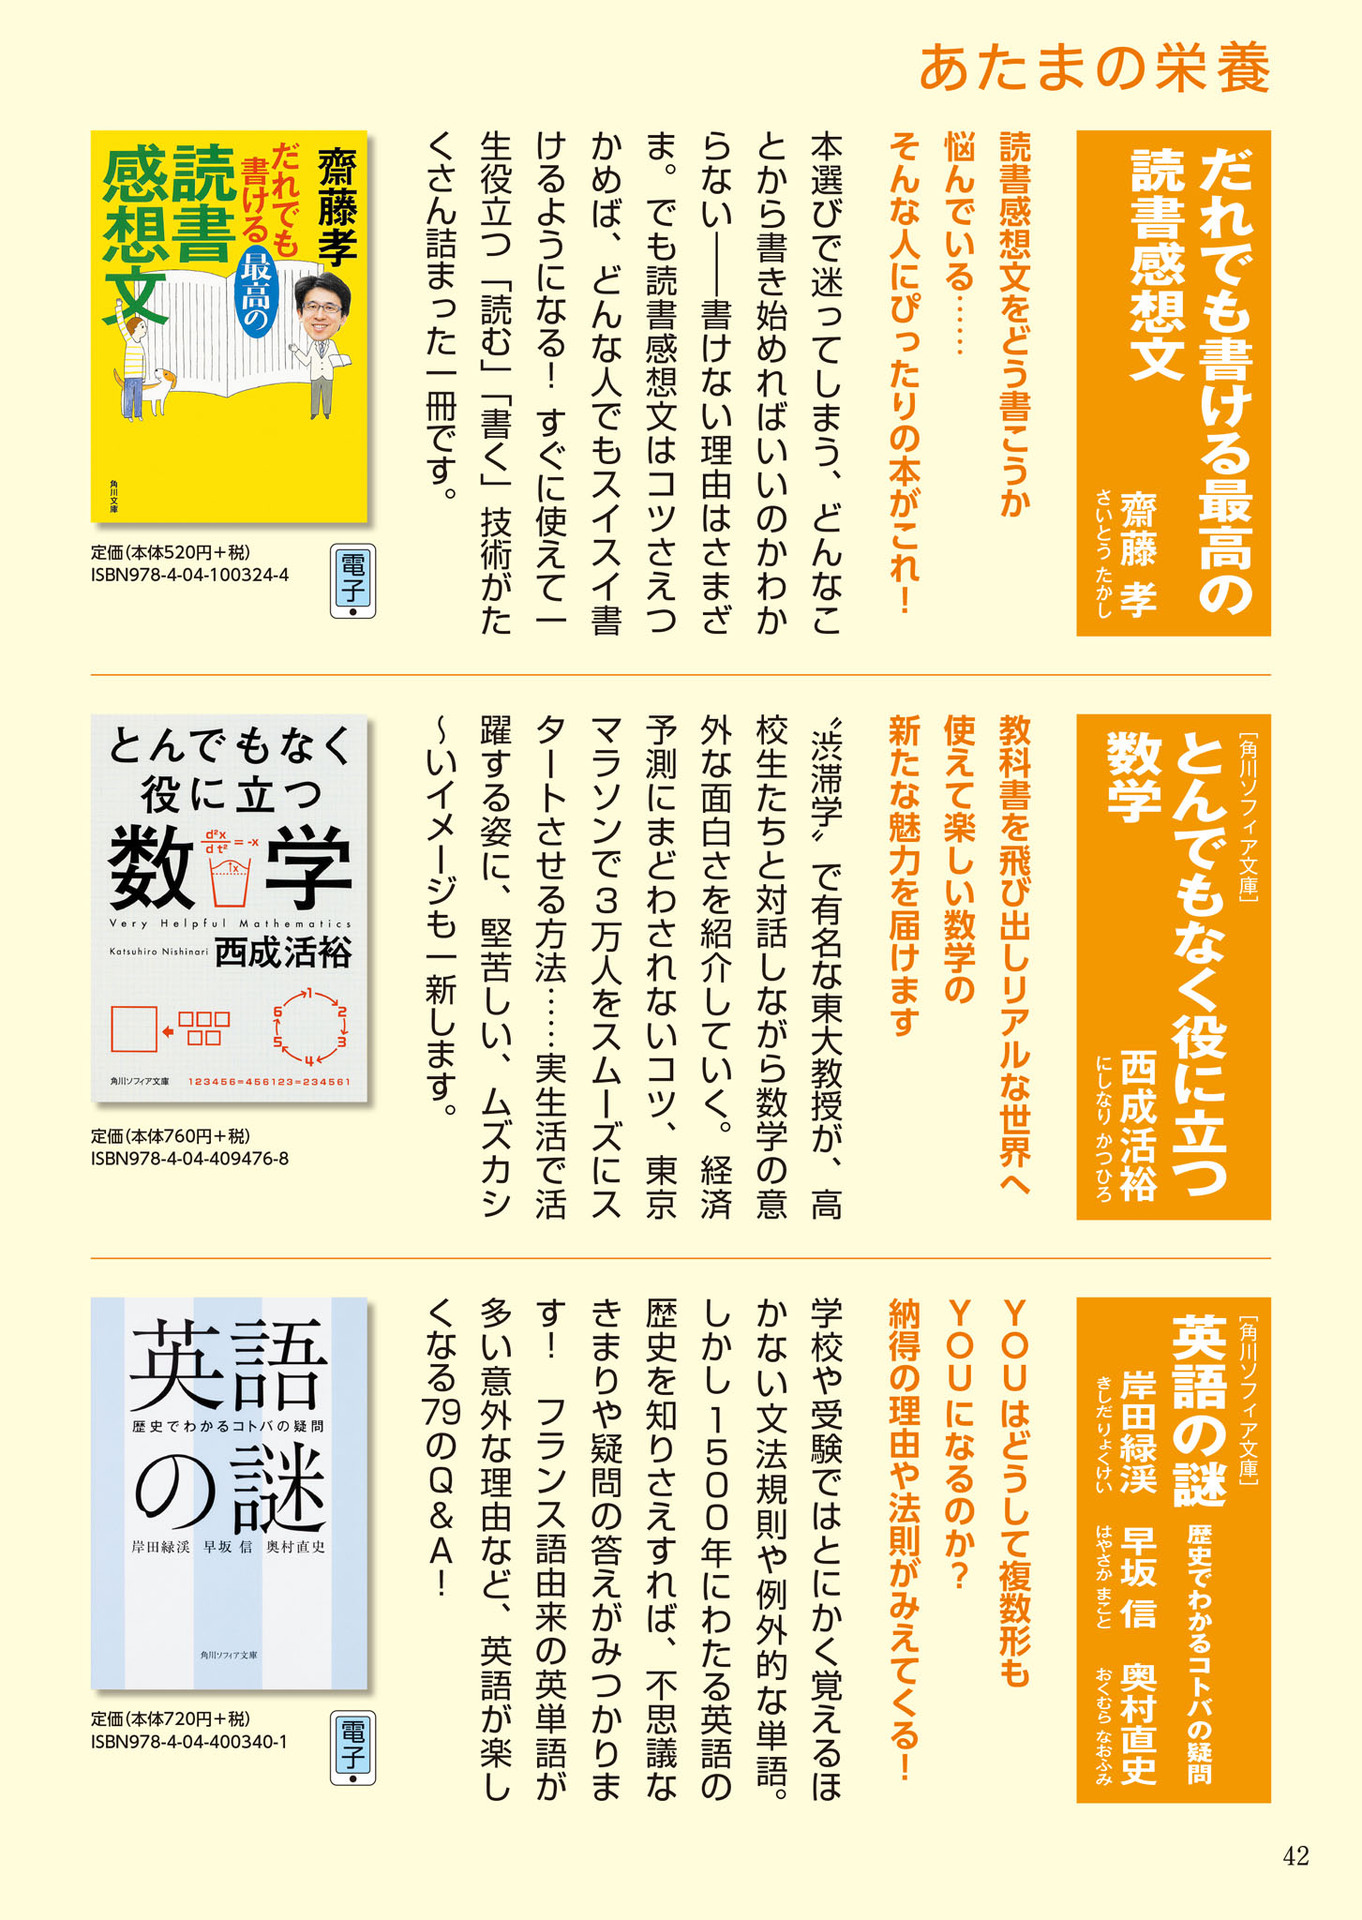 あたまの栄養
だれでも書ける最高の
読書感想文
齋藤 孝
さいとう たかし
読書感想文をどう書こうか
悩んでいる……
そんな人にぴったりの本がこれ！
本選びで迷ってしまう、どんなこ
とから書き始めればいいのかわか
らない――書けない理由はさまざ
ま。でも読書感想文はコツさえつ
かめば、どんな人でもスイスイ書
けるようになる！ すぐに使えて一
生役立つ「読む」「書く」技術がた
くさん詰まった一冊です。
齋藤孝
だれでも
書ける
最高の
読書
感想文
角川文庫
定価（本体520円＋税）
ISBN978-4-04-100324-4
電子
［角川ソフィア文庫］
とんでもなく役に立つ
数学
西成活裕
にしなり かつひろ
教科書を飛び出しリアルな世界へ
使えて楽しい数学の
新たな魅力を届けます
〝渋滞学〟で有名な東大教授が、高
校生たちと対話しながら数学の意
外な面白さを紹介していく。経済
予測にまどわされないコツ、東京
マラソンで３万人をスムーズにス
タートさせる方法……実生活で活
躍する姿に、堅苦しい、ムズカシ
〜いイメージも一新します。
とんでもなく
役に立つ
数学
d²x
dt² = -x
↑x
Very Helpful Mathematics
Katsuhiro Nishinari 西成活裕
1 2 3 4 5 6
角川ソフィア文庫 123456=456123=234561
定価（本体760円＋税）
ISBN978-4-04-409476-8
［角川ソフィア文庫］
英語の謎 歴史でわかるコトバの疑問
岸田緑渓 早坂 信 奥村直史
きしだ りょくけい はやさか まこと おくむら なおふみ
ＹＯＵはどうして複数形も
ＹＯＵになるのか？
納得の理由や法則がみえてくる！
学校や受験ではとにかく覚えるほ
かない文法規則や例外的な単語。
しかし１５００年にわたる英語の
歴史を知りさえすれば、不思議な
きまりや疑問の答えがみつかりま
す！ フランス語由来の英単語が
多い意外な理由など、英語が楽し
くなる79のＱ＆Ａ！
英語
歴史でわかるコトバの疑問
の謎
岸田緑渓 早坂 信 奥村直史
角川ソフィア文庫
定価（本体720円＋税）
ISBN978-4-04-400340-1
電子
42